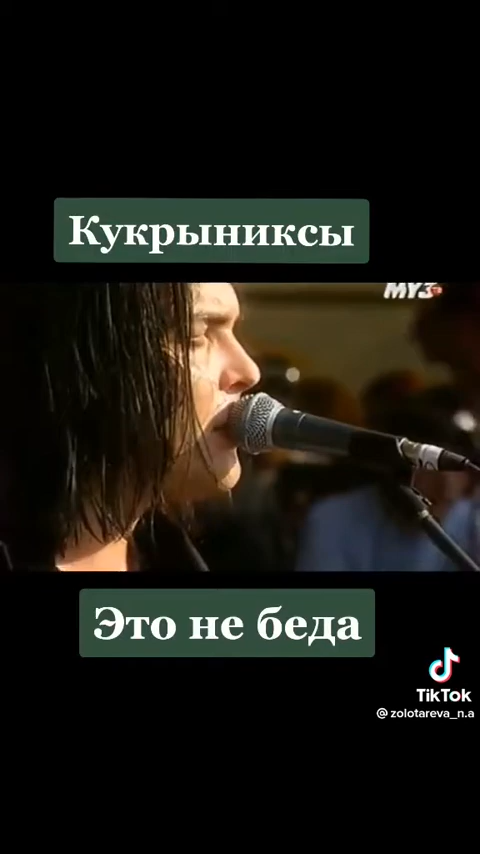 Кукрыниксы
МУЗ
Это не беда
TikTok
@zolotareva_n.a